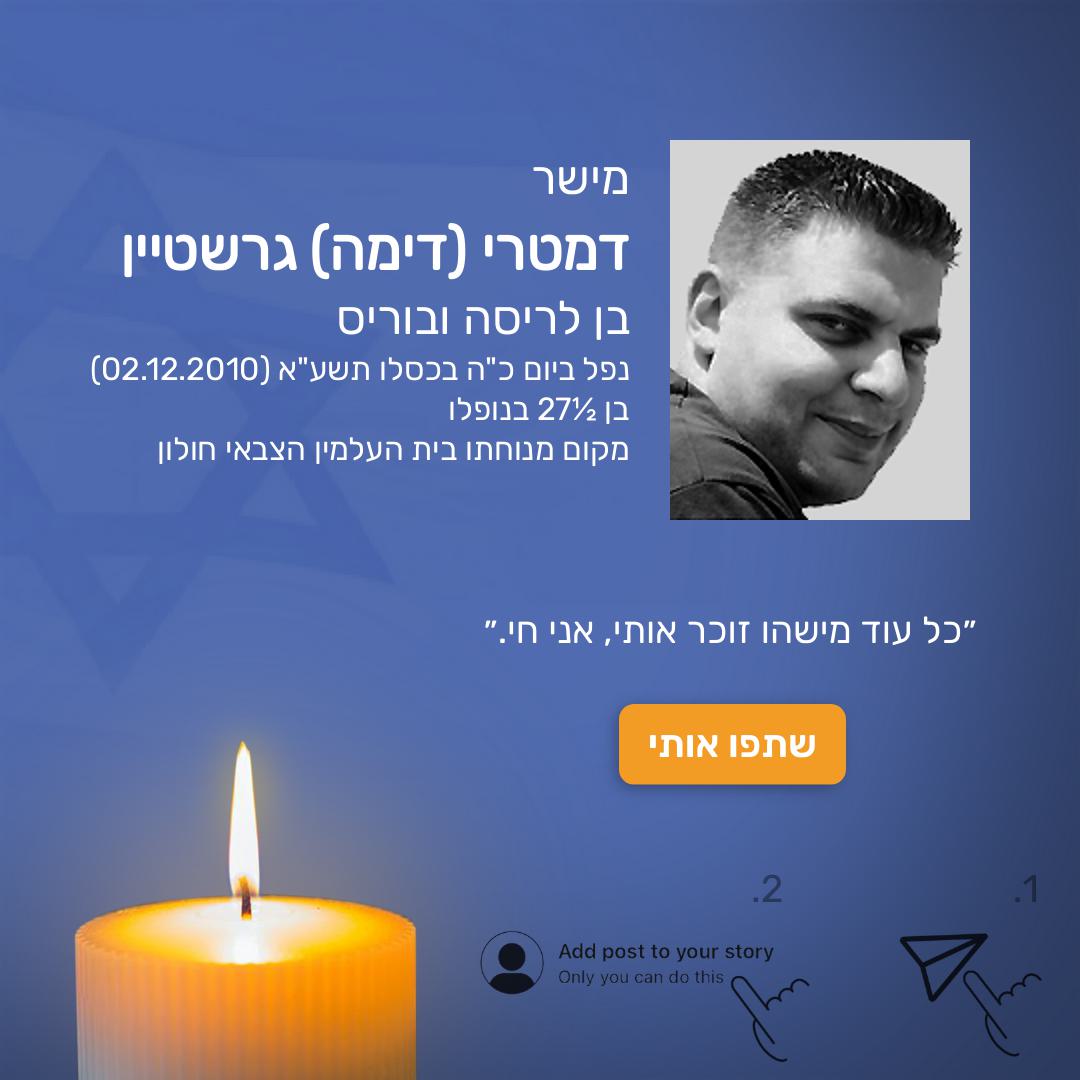 מישר
דמטרי (דימה) גרשטיין
בן לריסה ובוריס
נפל ביום כ"ה בכסלו תשע"א (02.12.2010)
בן 27½ בנופלו
מקום מנוחתו בית העלמין הצבאי חולון
״כל עוד מישהו זוכר אותי, אני חי.״
שתפו אותי
1.
2.
Add post to your story
Only you can do this